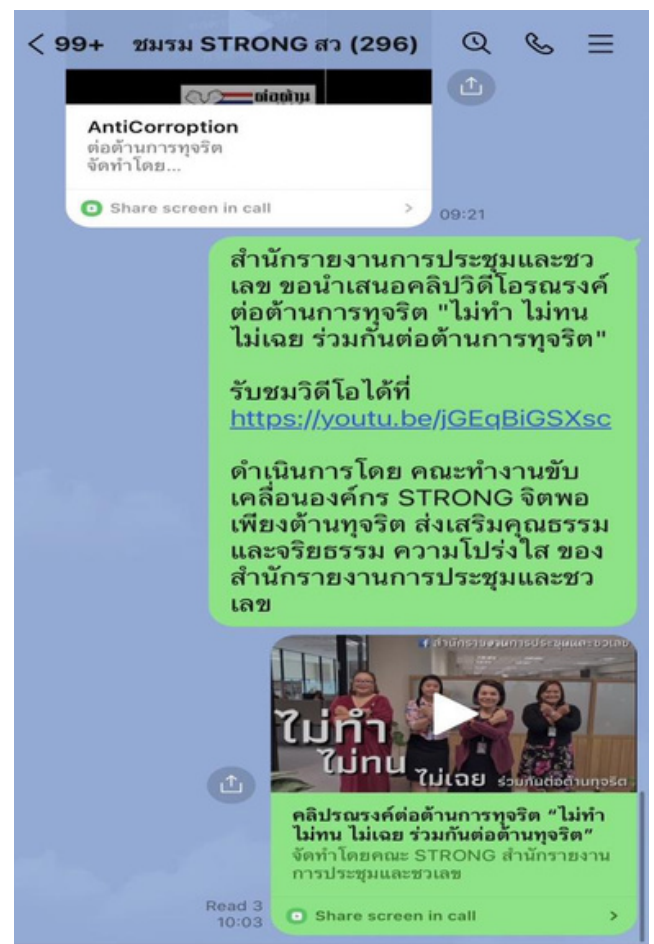 < 99+ ชมรม STRONG สว (296)
ต่อต้าน
AntiCorroption
ต่อต้านการทุจริต
จัดทำโดย...
Share screen in call >
09:21
สำนักรายงานการประชุมและชว
เลข ขอนำเสนอคลิปวิดีโอรณรงค์
ต่อต้านการทุจริต "ไม่ทำ ไม่ทน
ไม่เฉย ร่วมกันต่อต้านการทุจริต"
รับชมวิดีโอได้ที่
https://youtu.be/jGEqBiGSXsc
ดำเนินการโดย คณะทำงานขับ
เคลื่อนองค์กร STRONG จิตพอ
เพียงต้านทุจริต ส่งเสริมคุณธรรม
และจริยธรรม ความโปร่งใส ของ
สำนักรายงานการประชุมและชว
เลข
สำนักรายงานการประชุมและชวเลข
ไม่ทำ
ไม่ทน
ไม่เฉย ร่วมกันต่อต้านทุจริต
คลิปรณรงค์ต่อต้านการทุจริต “ไม่ทำ
ไม่ทน ไม่เฉย ร่วมกันต่อต้านทุจริต”
จัดทำโดยคณะ STRONG สำนักรายงาน
การประชุมและชวเลข
Read 3
10:03
Share screen in call >